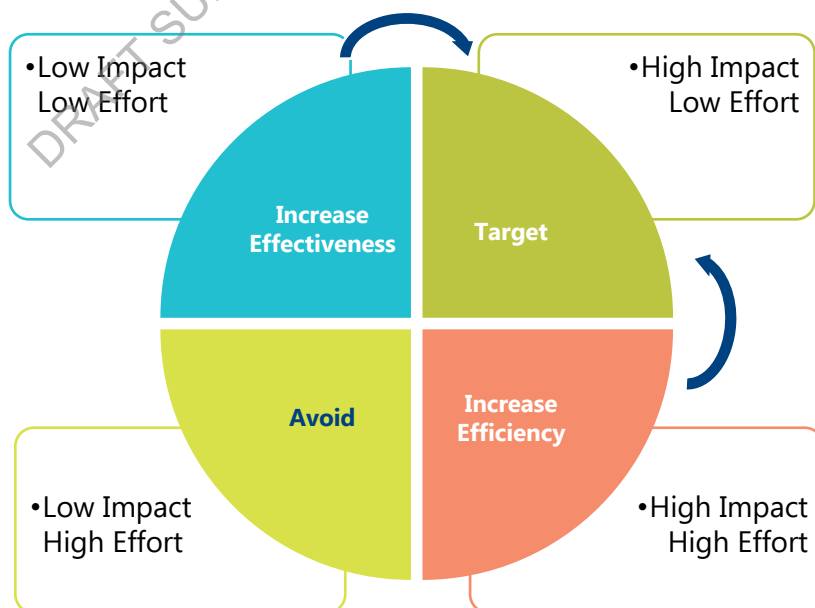 DRAFT
•Low Impact
Low Effort
•High Impact
Low Effort
Increase
Effectiveness
Target
Avoid
Increase
Efficiency
•Low Impact
High Effort
•High Impact
High Effort